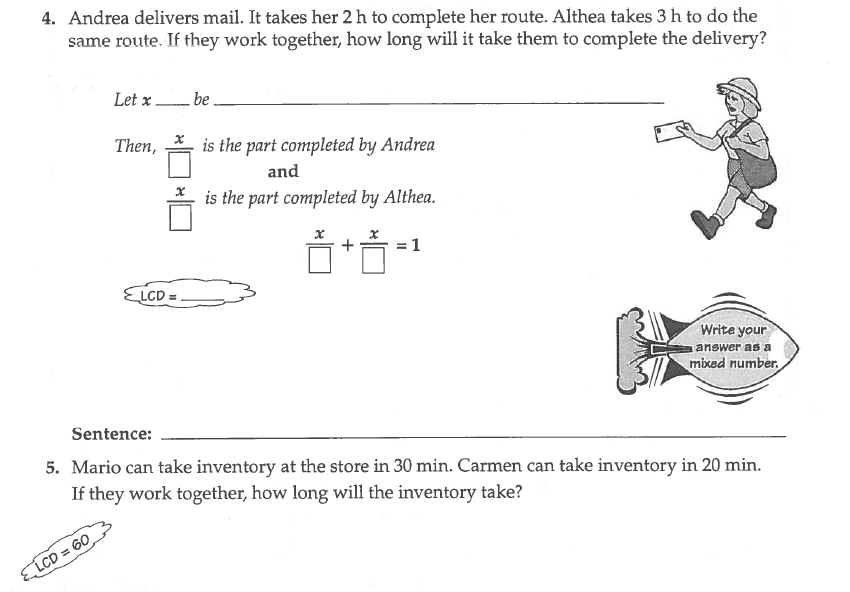 4. Andrea delivers mail. It takes her 2 h to complete her route. Althea takes 3 h to do the
same route. If they work together, how long will it take them to complete the delivery?
Let x ____ be ____
Then, x/□ is the part completed by Andrea
and
x/□ is the part completed by Althea.
x/□ + x/□ = 1
LCD = ____
Write your
answer as a
mixed number.
Sentence: ____
5. Mario can take inventory at the store in 30 min. Carmen can take inventory in 20 min.
If they work together, how long will the inventory take?
LCD = 60